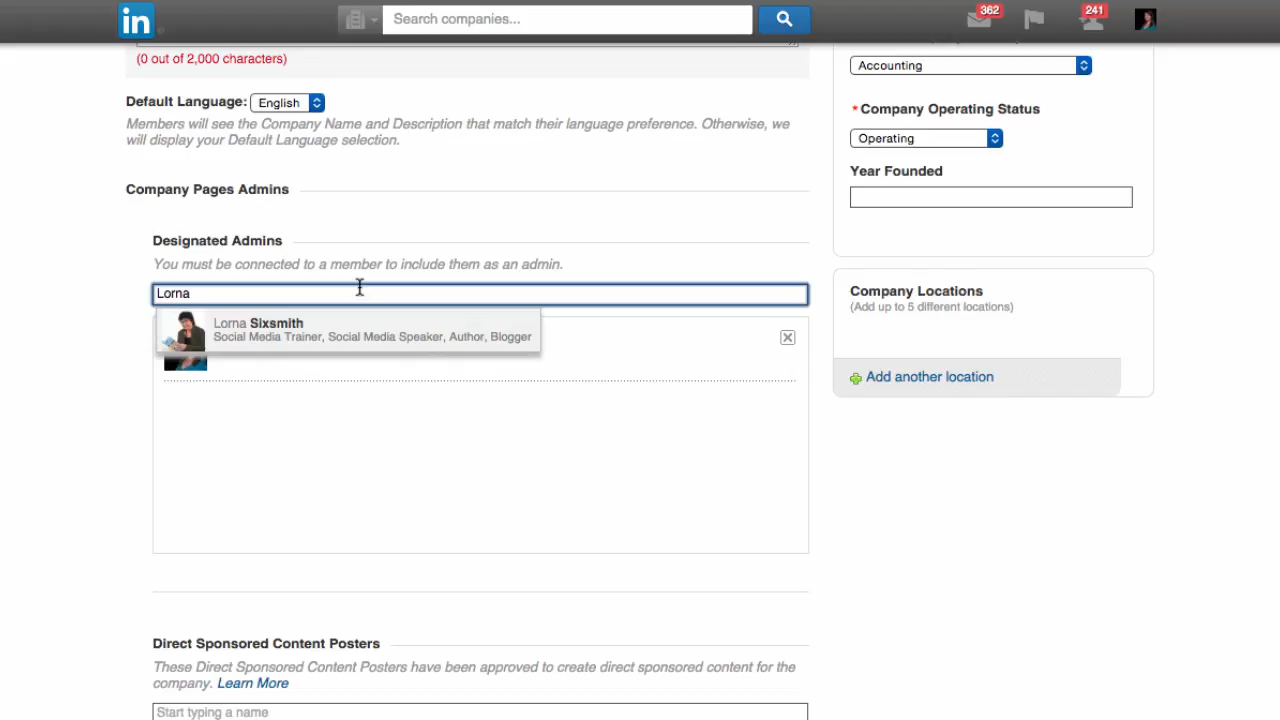 in
Search companies...
362
241
(0 out of 2,000 characters)
Default Language: English
Members will see the Company Name and Description that match their language preference. Otherwise, we
will display your Default Language selection.
Company Pages Admins
Designated Admins
You must be connected to a member to include them as an admin.
Lorna
Lorna Sixsmith
Social Media Trainer, Social Media Speaker, Author, Blogger
Direct Sponsored Content Posters
These Direct Sponsored Content Posters have been approved to create direct sponsored content for the
company. Learn More
Start typing a name
Accounting
* Company Operating Status
Operating
Year Founded
Company Locations
(Add up to 5 different locations)
Add another location